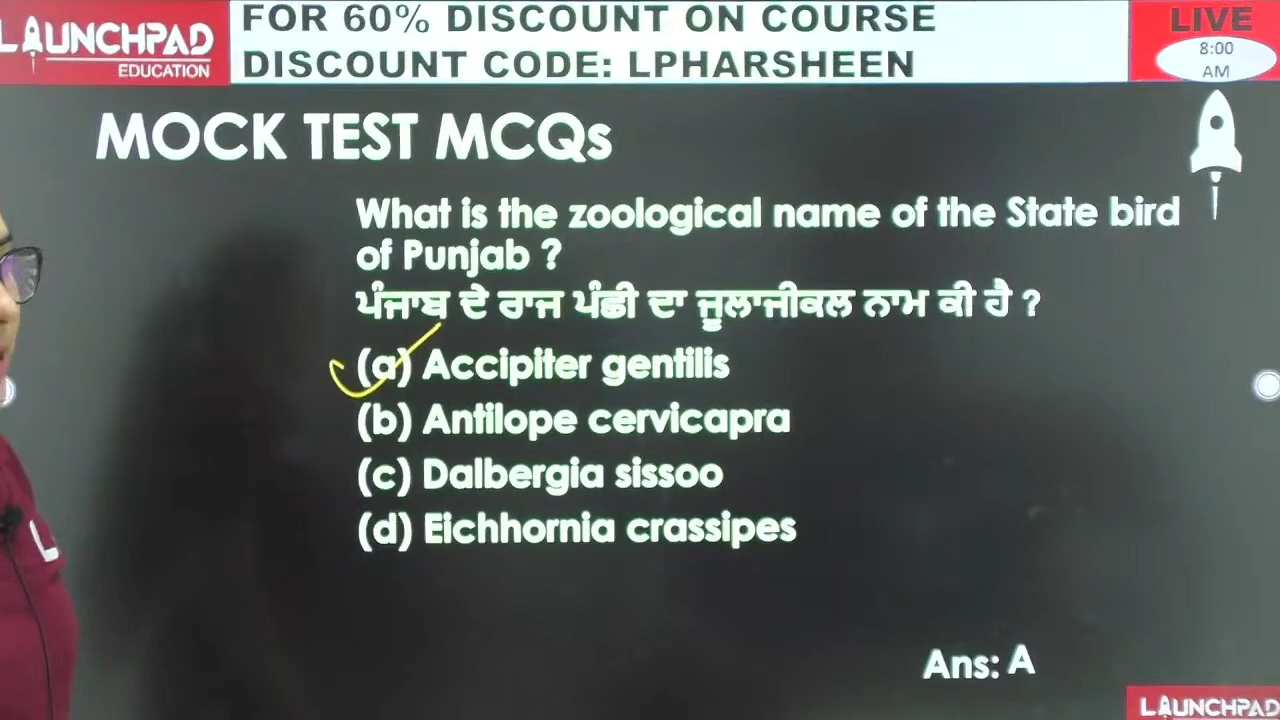 LAUNCHPAD
EDUCATION
FOR 60% DISCOUNT ON COURSE
DISCOUNT CODE: LPHARSHEEN
LIVE
8:00
AM
MOCK TEST MCQs
What is the zoological name of the State bird
of Punjab ?
ਪੰਜਾਬ ਦੇ ਰਾਜ ਪੰਛੀ ਦਾ ਜੂਲਾਜੀਕਲ ਨਾਮ ਕੀ ਹੈ ?
(a) Accipiter gentilis
(b) Antilope cervicapra
(c) Dalbergia sissoo
(d) Eichhornia crassipes
Ans: A
LAUNCHPAD